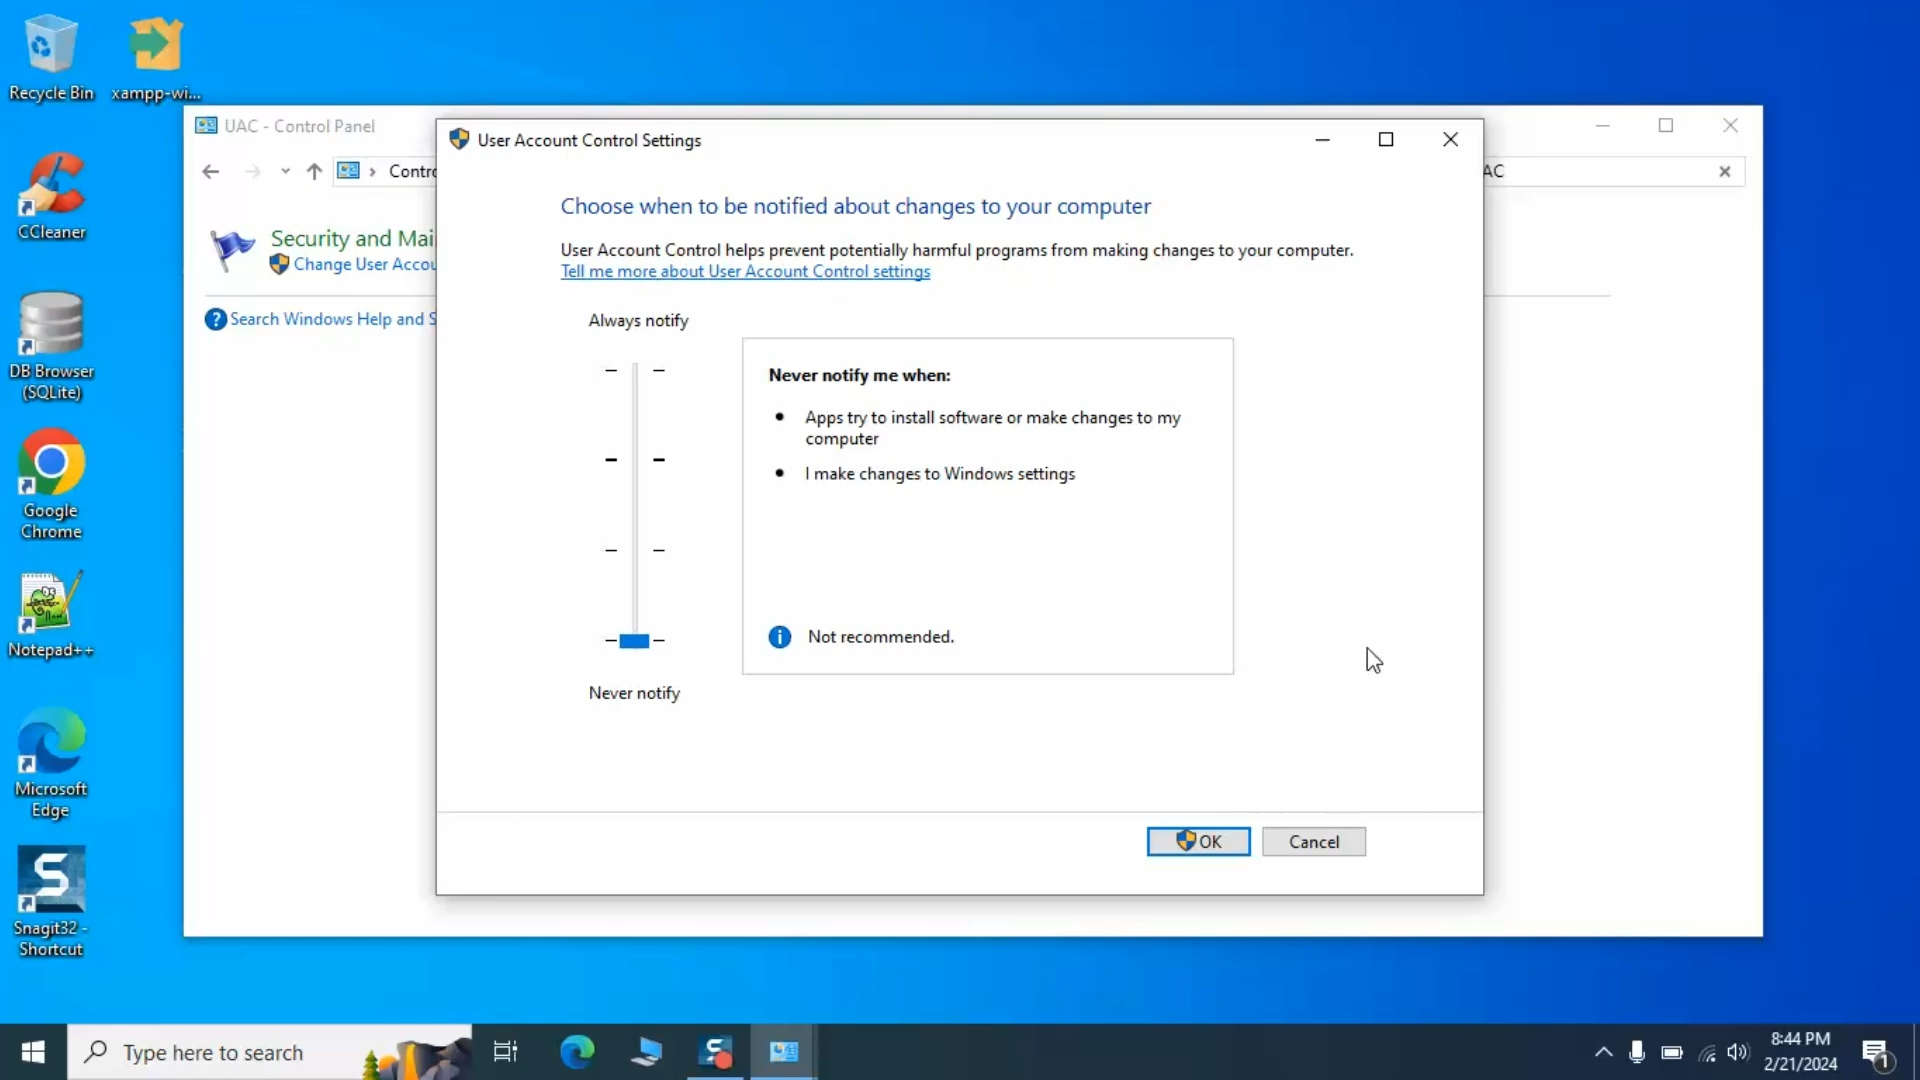 Recycle Bin
xampp-wi...
CCleaner
DB Browser
(SQLite)
Google
Chrome
Notepad++
Microsoft
Edge
Snagit32 -
Shortcut
UAC - Control Panel
Contro
AC
Security and Mai
Change User Accou
Search Windows Help and S
User Account Control Settings
Choose when to be notified about changes to your computer
User Account Control helps prevent potentially harmful programs from making changes to your computer.
Tell me more about User Account Control settings
Always notify
Never notify me when:
• Apps try to install software or make changes to my
computer
• I make changes to Windows settings
Not recommended.
Never notify
OK
Cancel
Type here to search
8:44 PM
2/21/2024
1